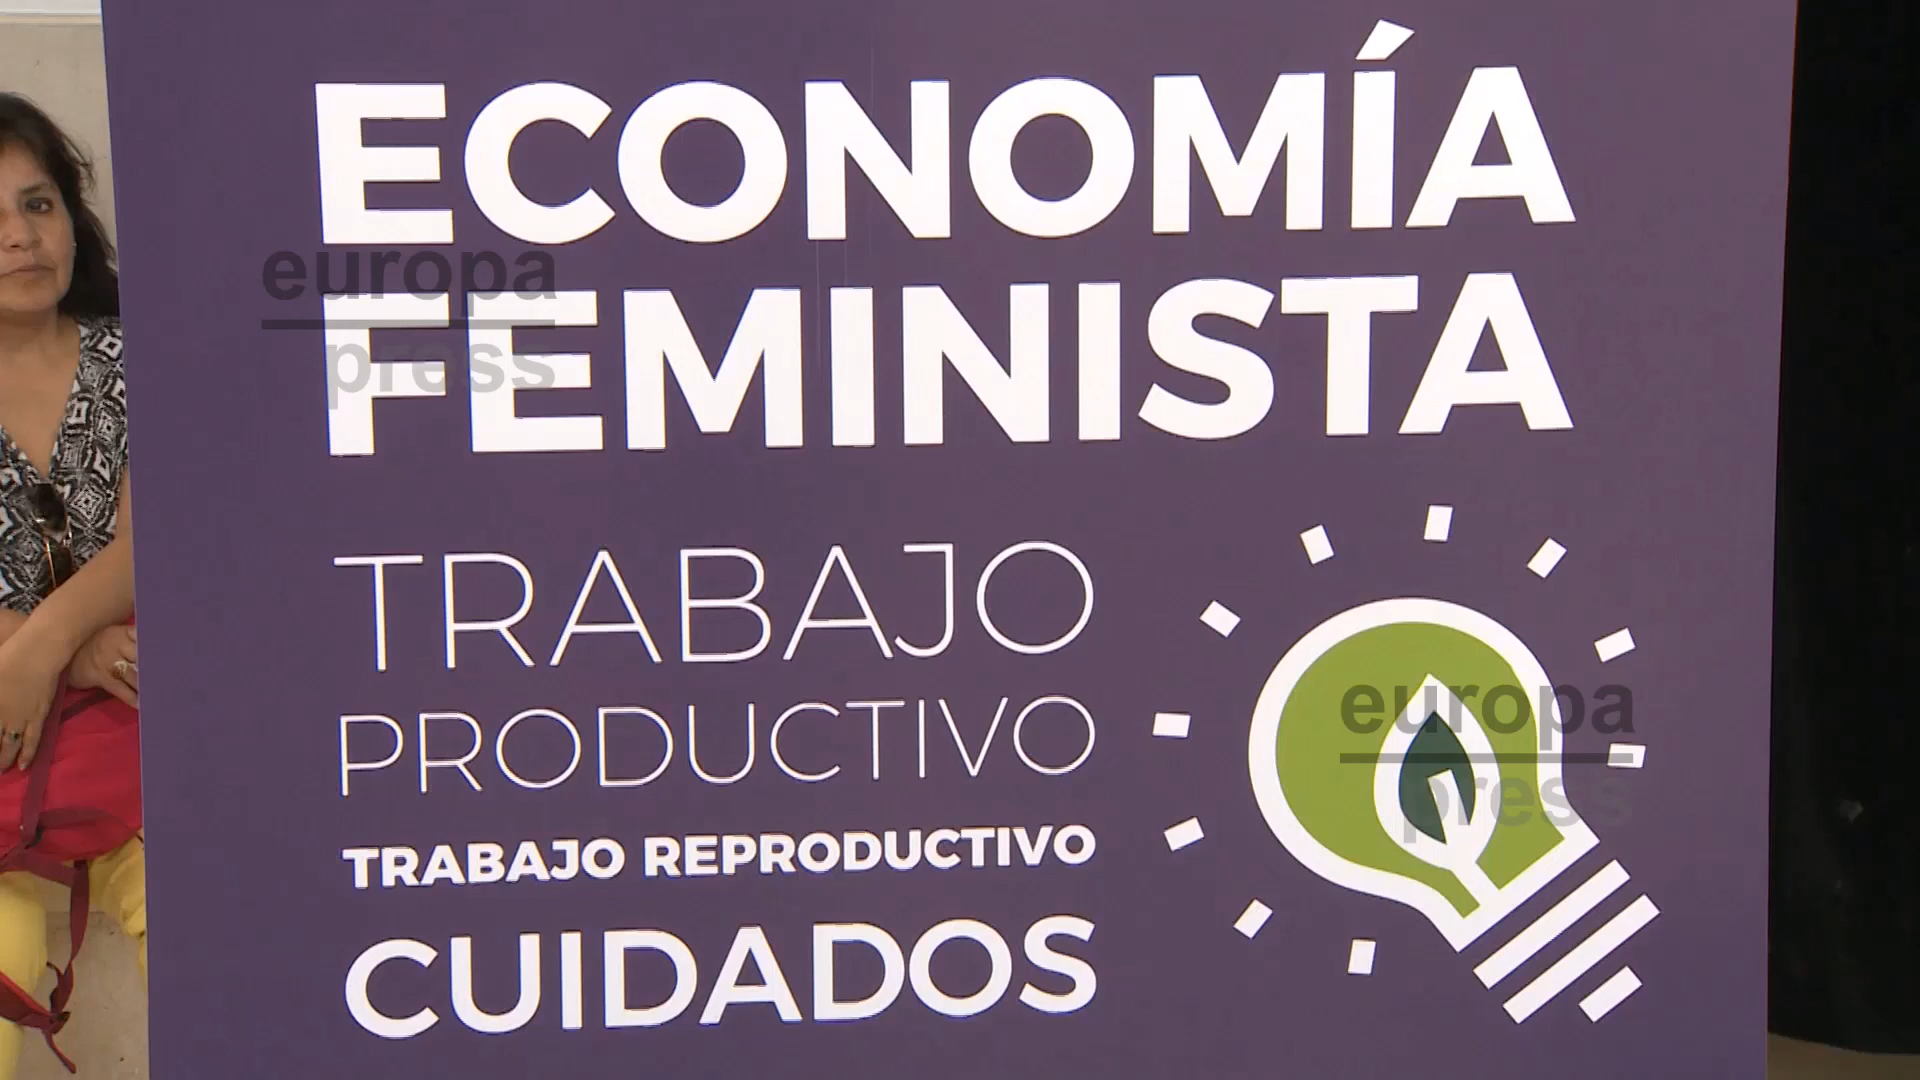 ECONOMÍA
FEMINISTA
europa
press
TRABAJO
PRODUCTIVO
TRABAJO REPRODUCTIVO
CUIDADOS
europa
press